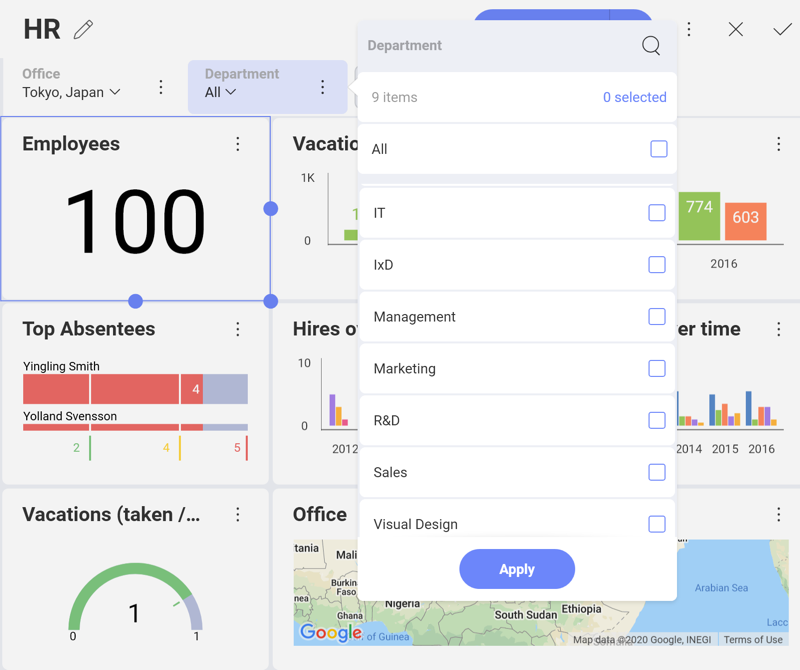 HR
Office
Tokyo, Japan
Department
All
Department
9 items
0 selected
All
IT
IxD
Management
Marketing
R&D
Sales
Visual Design
Apply
Employees
100
Vacatio
1K
0
1
774
603
2016
Top Absentees
Yingling Smith
4
Yolland Svensson
2
4
5
Hires o
10
0
2012
er time
2014
2015
2016
Vacations (taken /...
1
0
1
Office
tania
Mali
Burkin
Faso
nea
Ghana
Nigeria
South Sudan
Ethiopia
Arabian Sea
Lacc
Google
of Guinea
Map data ©2020 Google, INEGI
Terms of Use